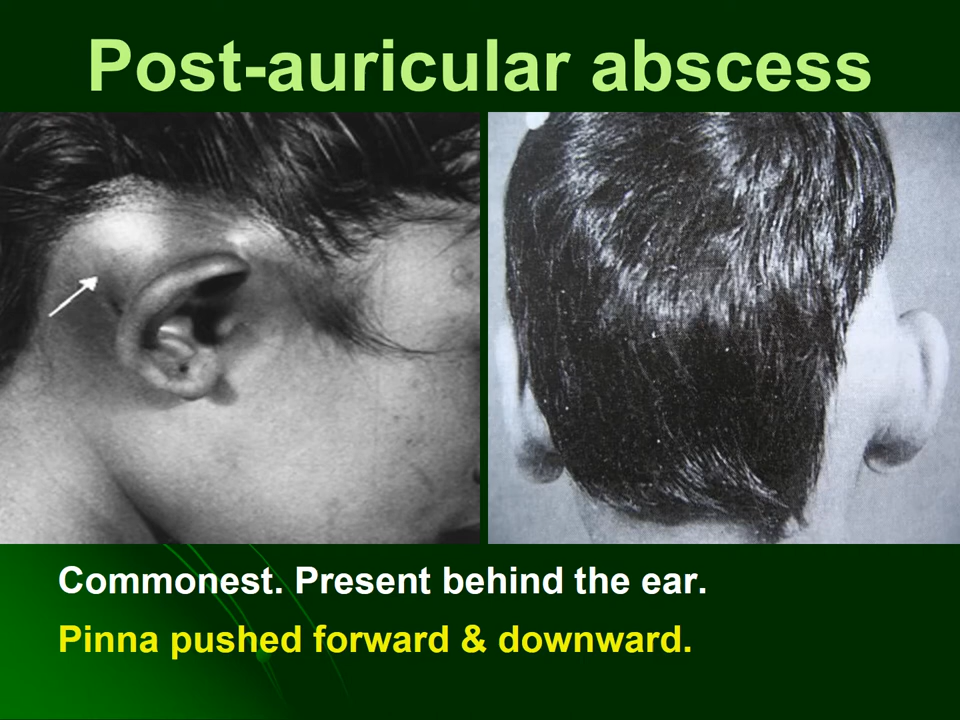 Post-auricular abscess
Commonest. Present behind the ear.
Pinna pushed forward & downward.